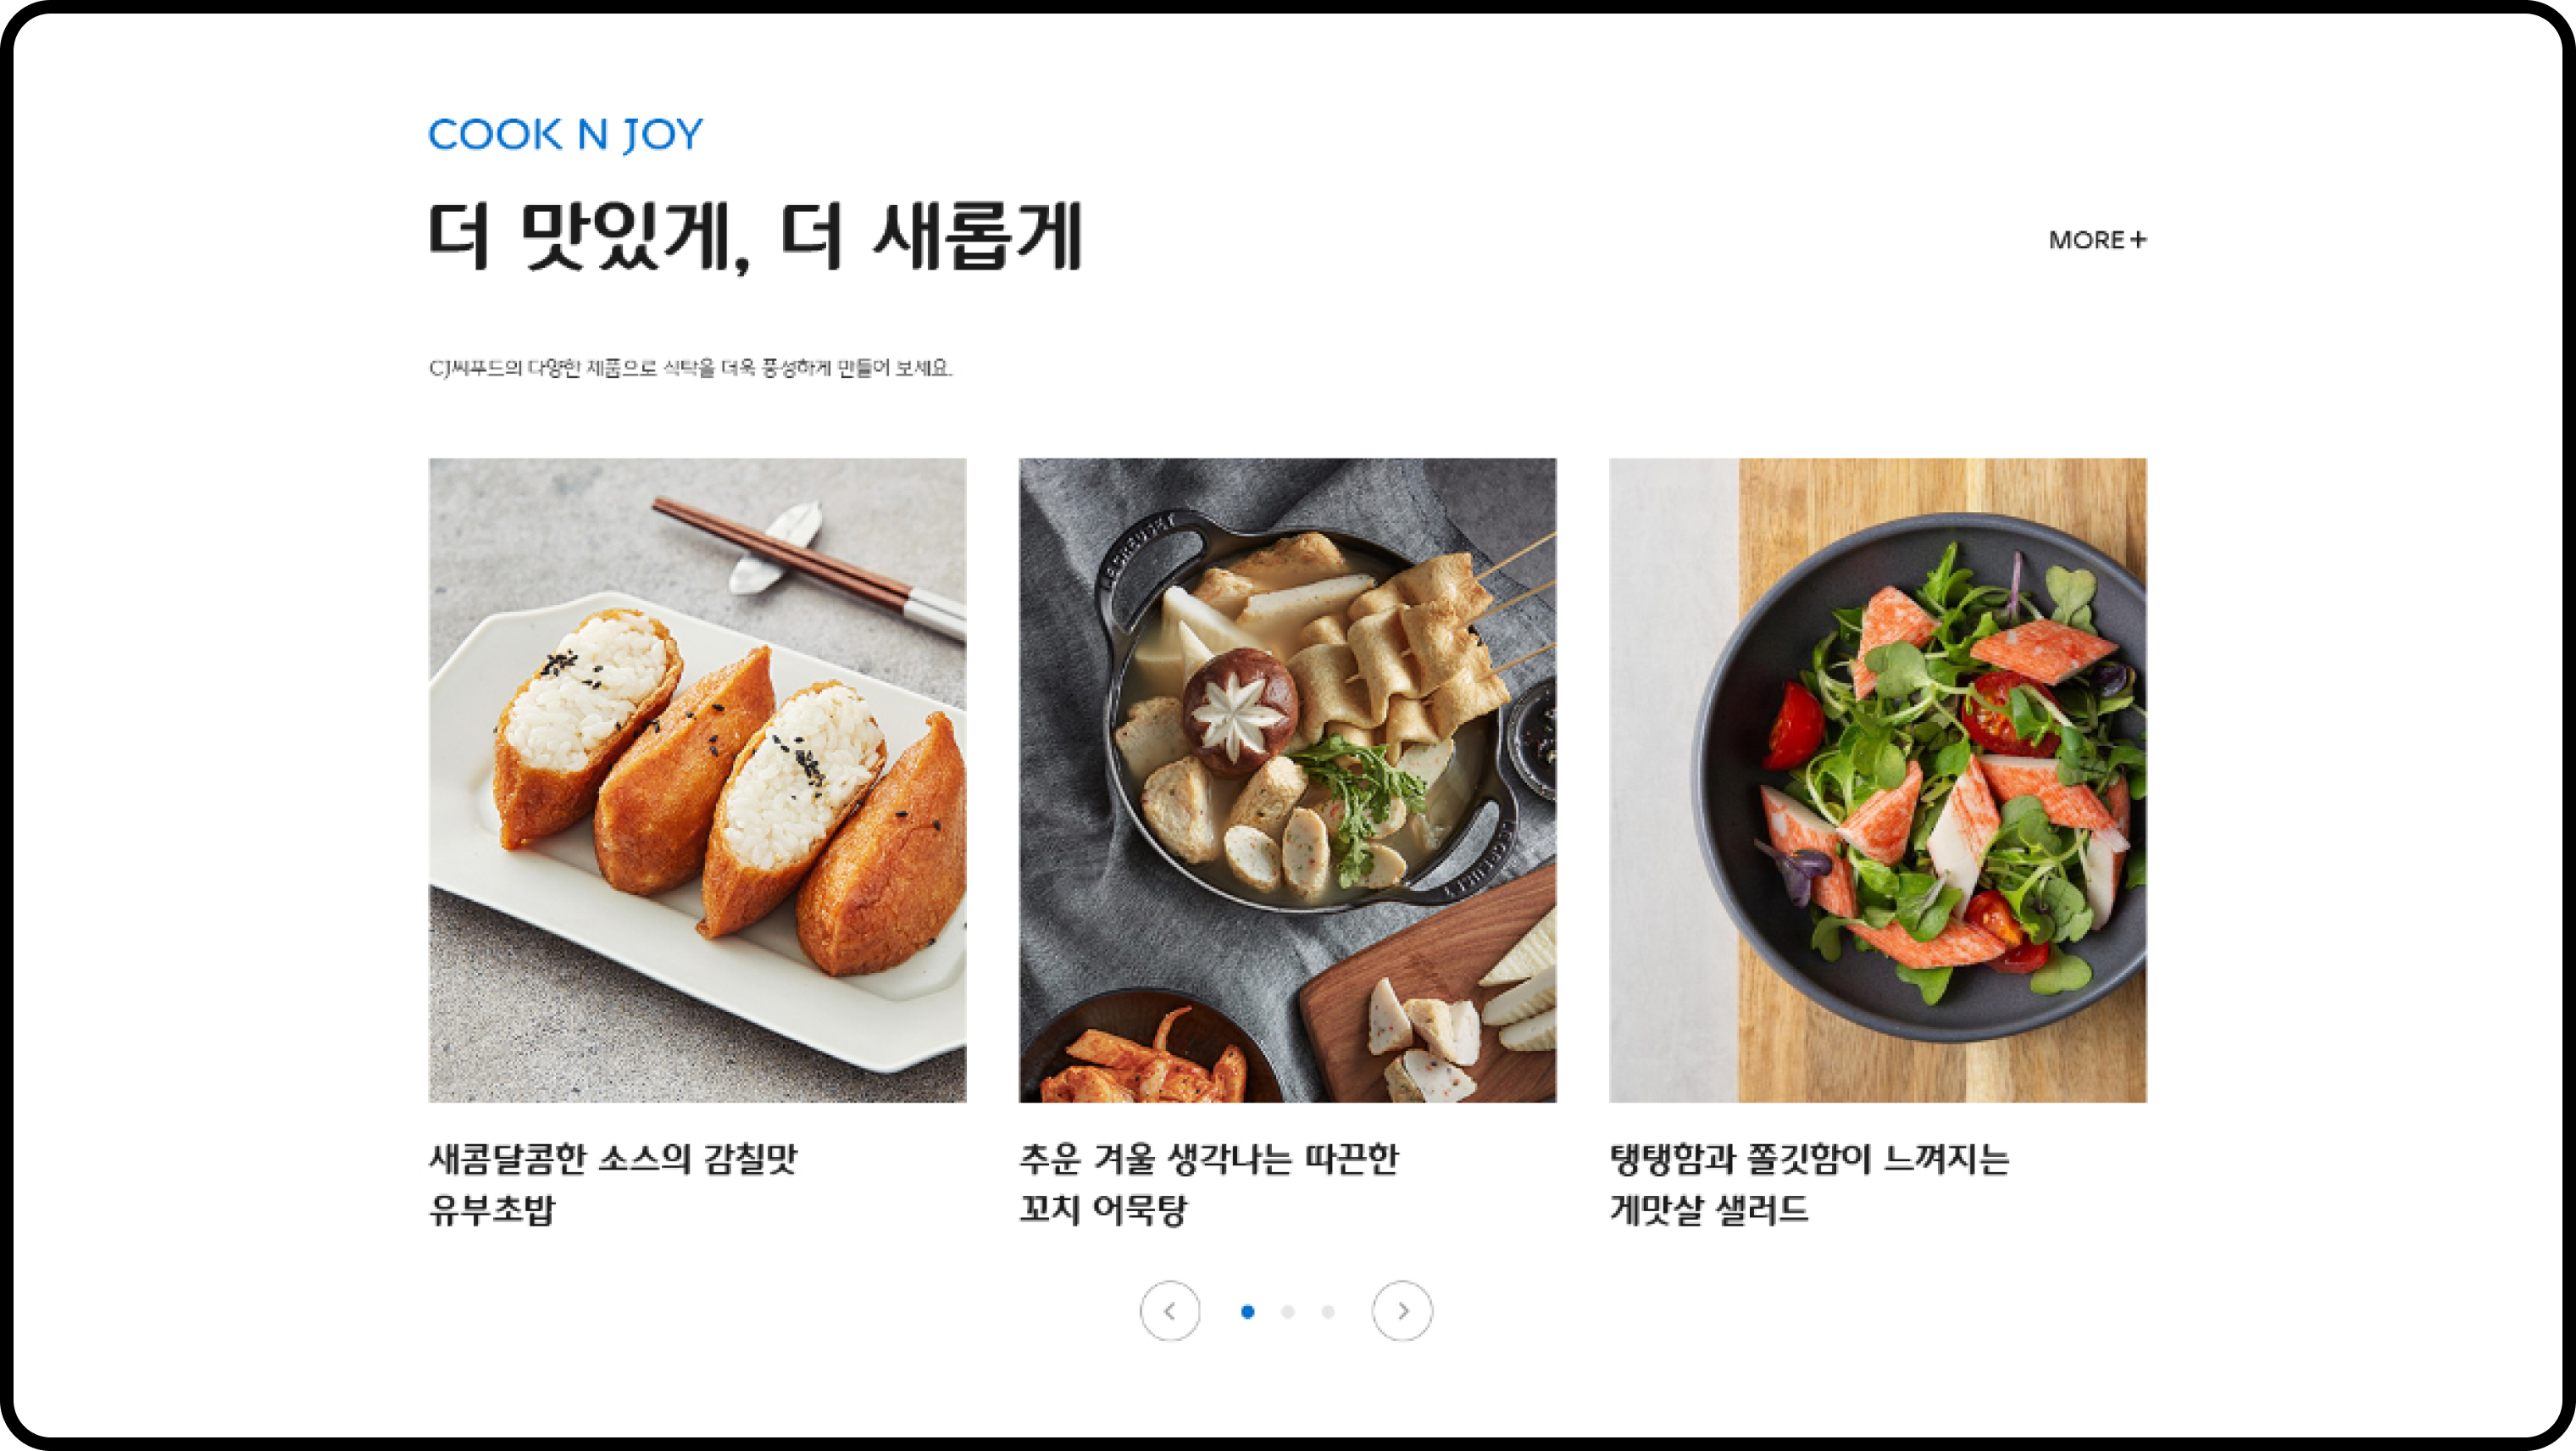 COOK N JOY
더 맛있게, 더 새롭게
MORE+
CJ씨푸드의 다양한 제품으로 식탁을 더욱 풍성하게 만들어 보세요.
LE CREUSET
LE CREUSET
새콤달콤한 소스의 감칠맛
유부초밥
추운 겨울 생각나는 따끈한
꼬치 어묵탕
탱탱함과 쫄깃함이 느껴지는
게맛살 샐러드